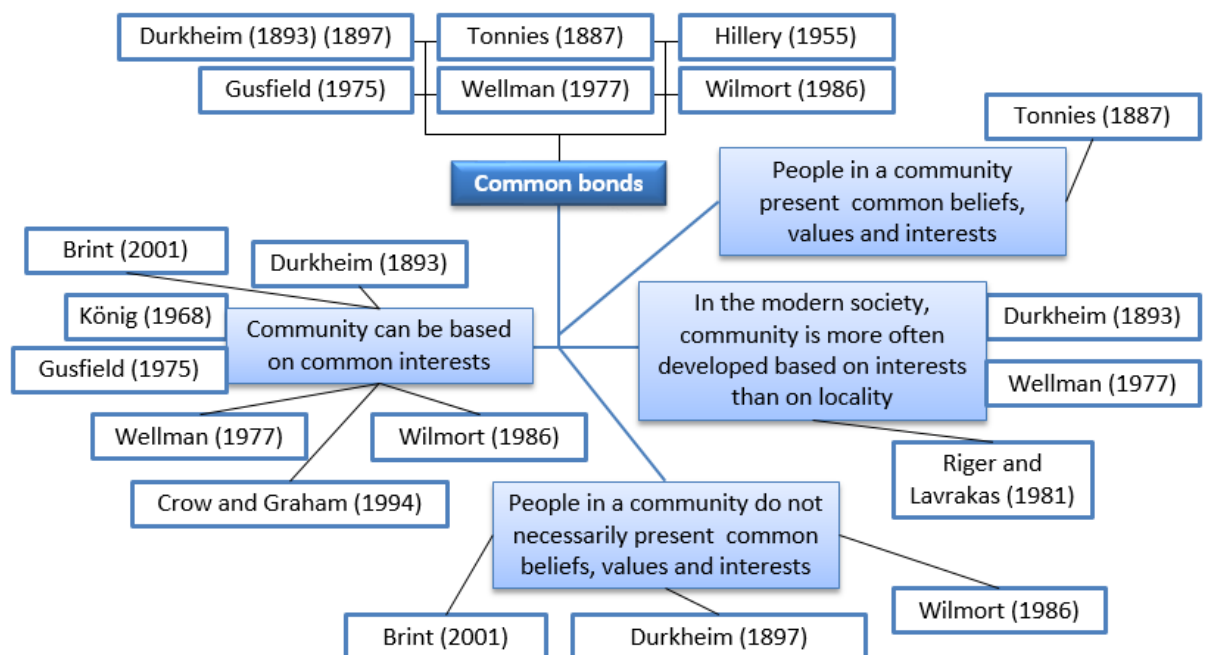 Durkheim (1893) (1897)
Tonnies (1887)
Hillery (1955)
Gusfield (1975)
Wellman (1977)
Wilmort (1986)
Tonnies (1887)
Common bonds
People in a community
present common beliefs,
values and interests
Brint (2001)
Durkheim (1893)
König (1968)
Gusfield (1975)
Community can be based
on common interests
In the modern society,
community is more often
developed based on interests
than on locality
Durkheim (1893)
Wellman (1977)
Wellman (1977)
Wilmort (1986)
Crow and Graham (1994)
Riger and
Lavrakas (1981)
People in a community do not
necessarily present common
beliefs, values and interests
Wilmort (1986)
Brint (2001)
Durkheim (1897)